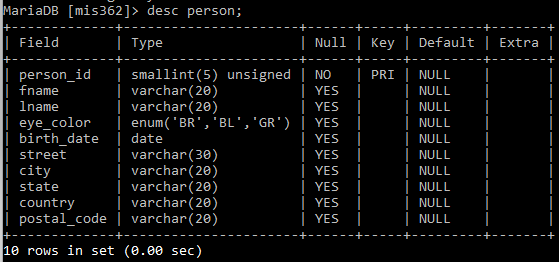 MariaDB [mis362]> desc person;
+-------------+------------------------+------+-----+---------+-------+
| Field       | Type                   | Null | Key | Default | Extra |
+-------------+------------------------+------+-----+---------+-------+
| person_id   | smallint(5) unsigned   | NO   | PRI | NULL    |       |
| fname       | varchar(20)            | YES  |     | NULL    |       |
| lname       | varchar(20)            | YES  |     | NULL    |       |
| eye_color   | enum('BR','BL','GR')   | YES  |     | NULL    |       |
| birth_date  | date                   | YES  |     | NULL    |       |
| street      | varchar(30)            | YES  |     | NULL    |       |
| city        | varchar(20)            | YES  |     | NULL    |       |
| state       | varchar(20)            | YES  |     | NULL    |       |
| country     | varchar(20)            | YES  |     | NULL    |       |
| postal_code | varchar(20)            | YES  |     | NULL    |       |
+-------------+------------------------+------+-----+---------+-------+
10 rows in set (0.00 sec)